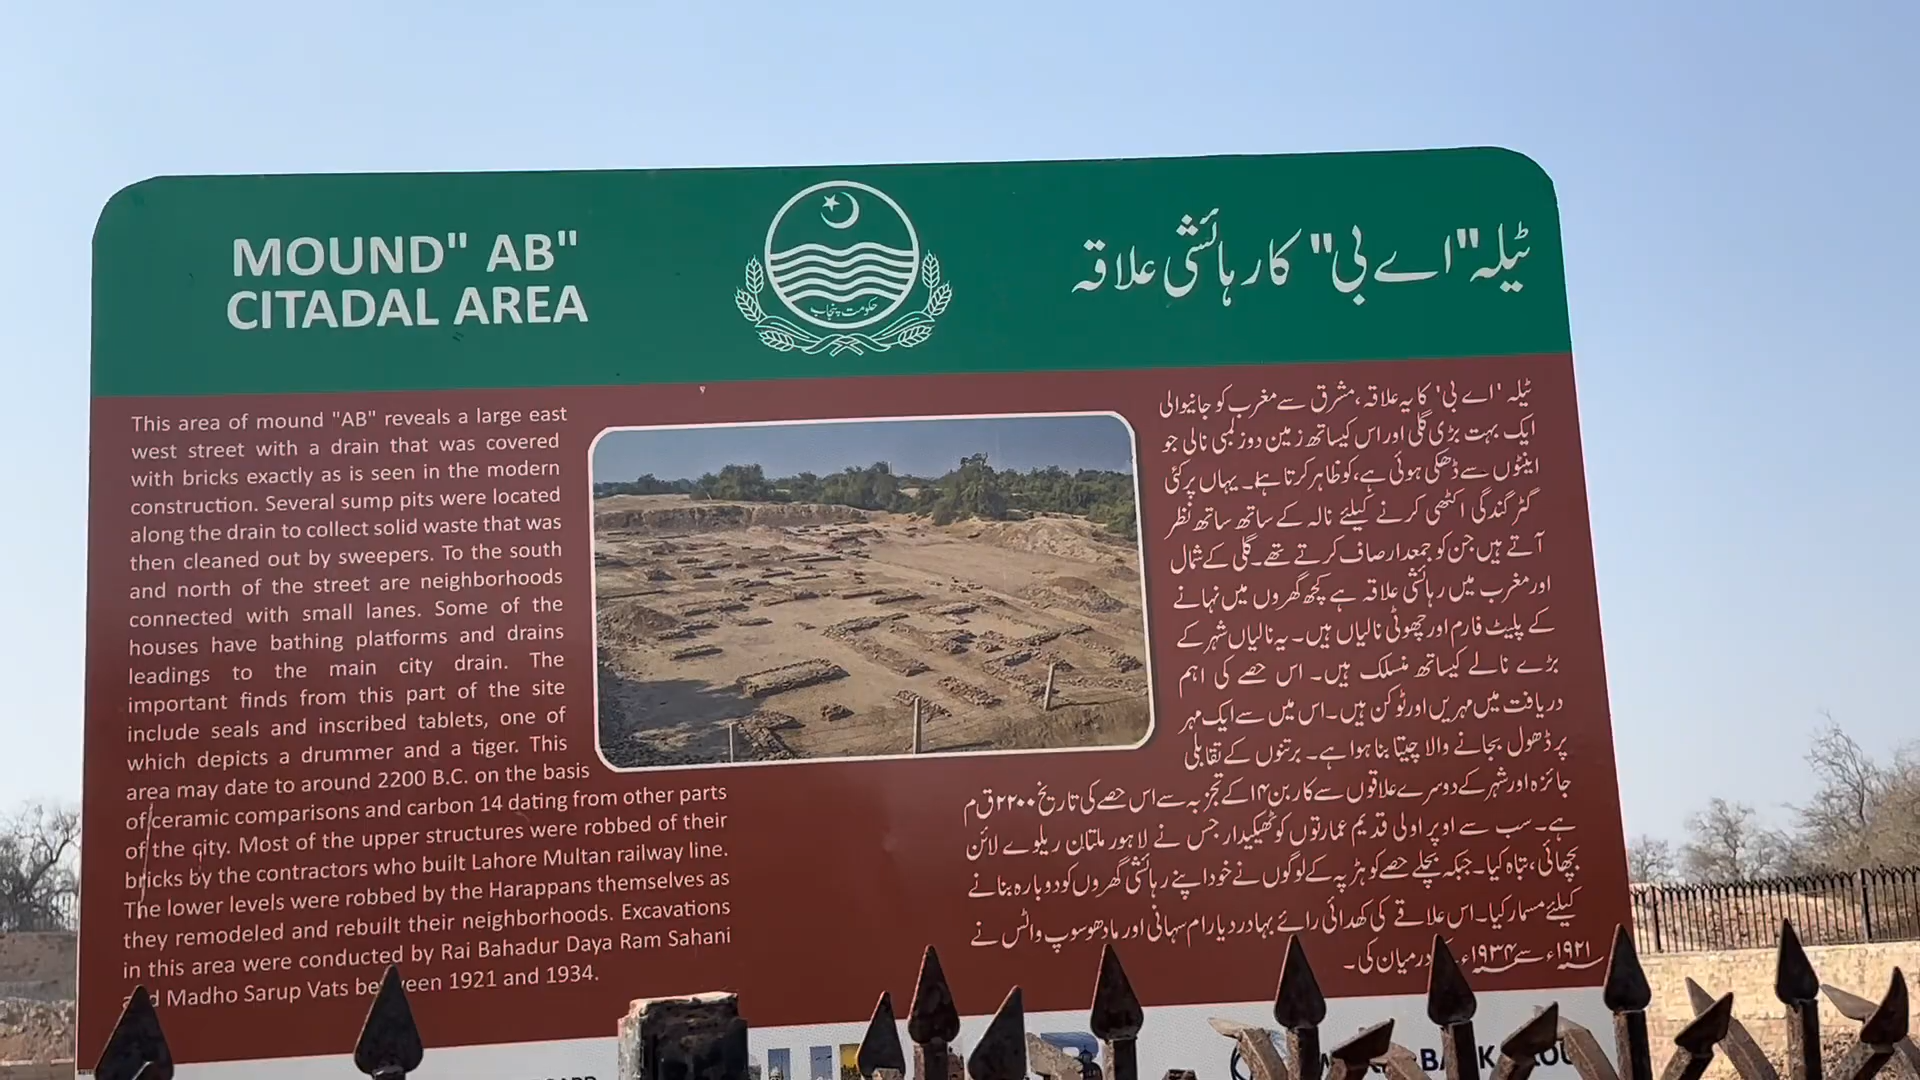 MOUND" AB"
CITADAL AREA
حکومت پنجاب
ٹیلہ "اے بی" کا رہائشی علاقہ
This area of mound "AB" reveals a large east
west street with a drain that was covered
with bricks exactly as is seen in the modern
construction. Several sump pits were located
along the drain to collect solid waste that was
then cleaned out by sweepers. To the south
and north of the street are neighborhoods
connected with small lanes. Some of the
houses have bathing platforms and drains
leadings to the main city drain. The
important finds from this part of the site
include seals and inscribed tablets, one of
which depicts a drummer and a tiger. This
area may date to around 2200 B.C. on the basis
of ceramic comparisons and carbon 14 dating from other parts
of the city. Most of the upper structures were robbed of their
bricks by the contractors who built Lahore Multan railway line.
The lower levels were robbed by the Harappans themselves as
they remodeled and rebuilt their neighborhoods. Excavations
in this area were conducted by Rai Bahadur Daya Ram Sahani
and Madho Sarup Vats between 1921 and 1934.
ٹیلہ 'اے بی' کا یہ علاقہ، مشرق سے مغرب کو جانیوالی
ایک بہت بڑی گلی اور اس کیساتھ زمین دوز لمبی نالی جو
اینٹوں سے ڈھکی ہوئی ہے، کو ظاہر کرتا ہے۔ یہاں پر کئی
گٹر گندگی اکٹھی کرنے کیلئے نالہ کے ساتھ ساتھ نظر
آتے ہیں جن کو جمعدار صاف کرتے تھے۔ گلی کے شمال
اور مغرب میں رہائشی علاقہ ہے کچھ گھروں میں نہانے
کے پلیٹ فارم اور چھوٹی نالیاں ہیں۔ یہ نالیاں شہر کے
بڑے نالے کیساتھ منسلک ہیں۔ اس حصے کی اہم
دریافت میں مہریں اور ٹوکن ہیں۔ اس میں سے ایک مہر
پر ڈھول بجانے والا چیتا بنا ہوا ہے۔ برتنوں کے تقابلی
جائزہ اور شہر کے دوسرے علاقوں سے کاربن ۱۴ کے تجزبہ سے اس حصے کی تاریخ ۲۲۰۰ ق م
ہے۔ سب سے اوپر اولی قدیم عمارتوں کو ٹھیکیدار جس نے لاہور ملتان ریلوے لائن
بچھائی، تباہ کیا۔ جبکہ نچلے حصے کو ہڑپہ کے لوگوں نے خود اپنے رہائشی گھروں کو دوبارہ بنانے
کیلئے مسمار کیا۔ اس علاقے کی کھدائی رائے بہادر دیا رام سہانی اور مادھو سوپ واٹس نے
۱۹۲۱ء سے ۱۹۳۴ء درمیان کی۔